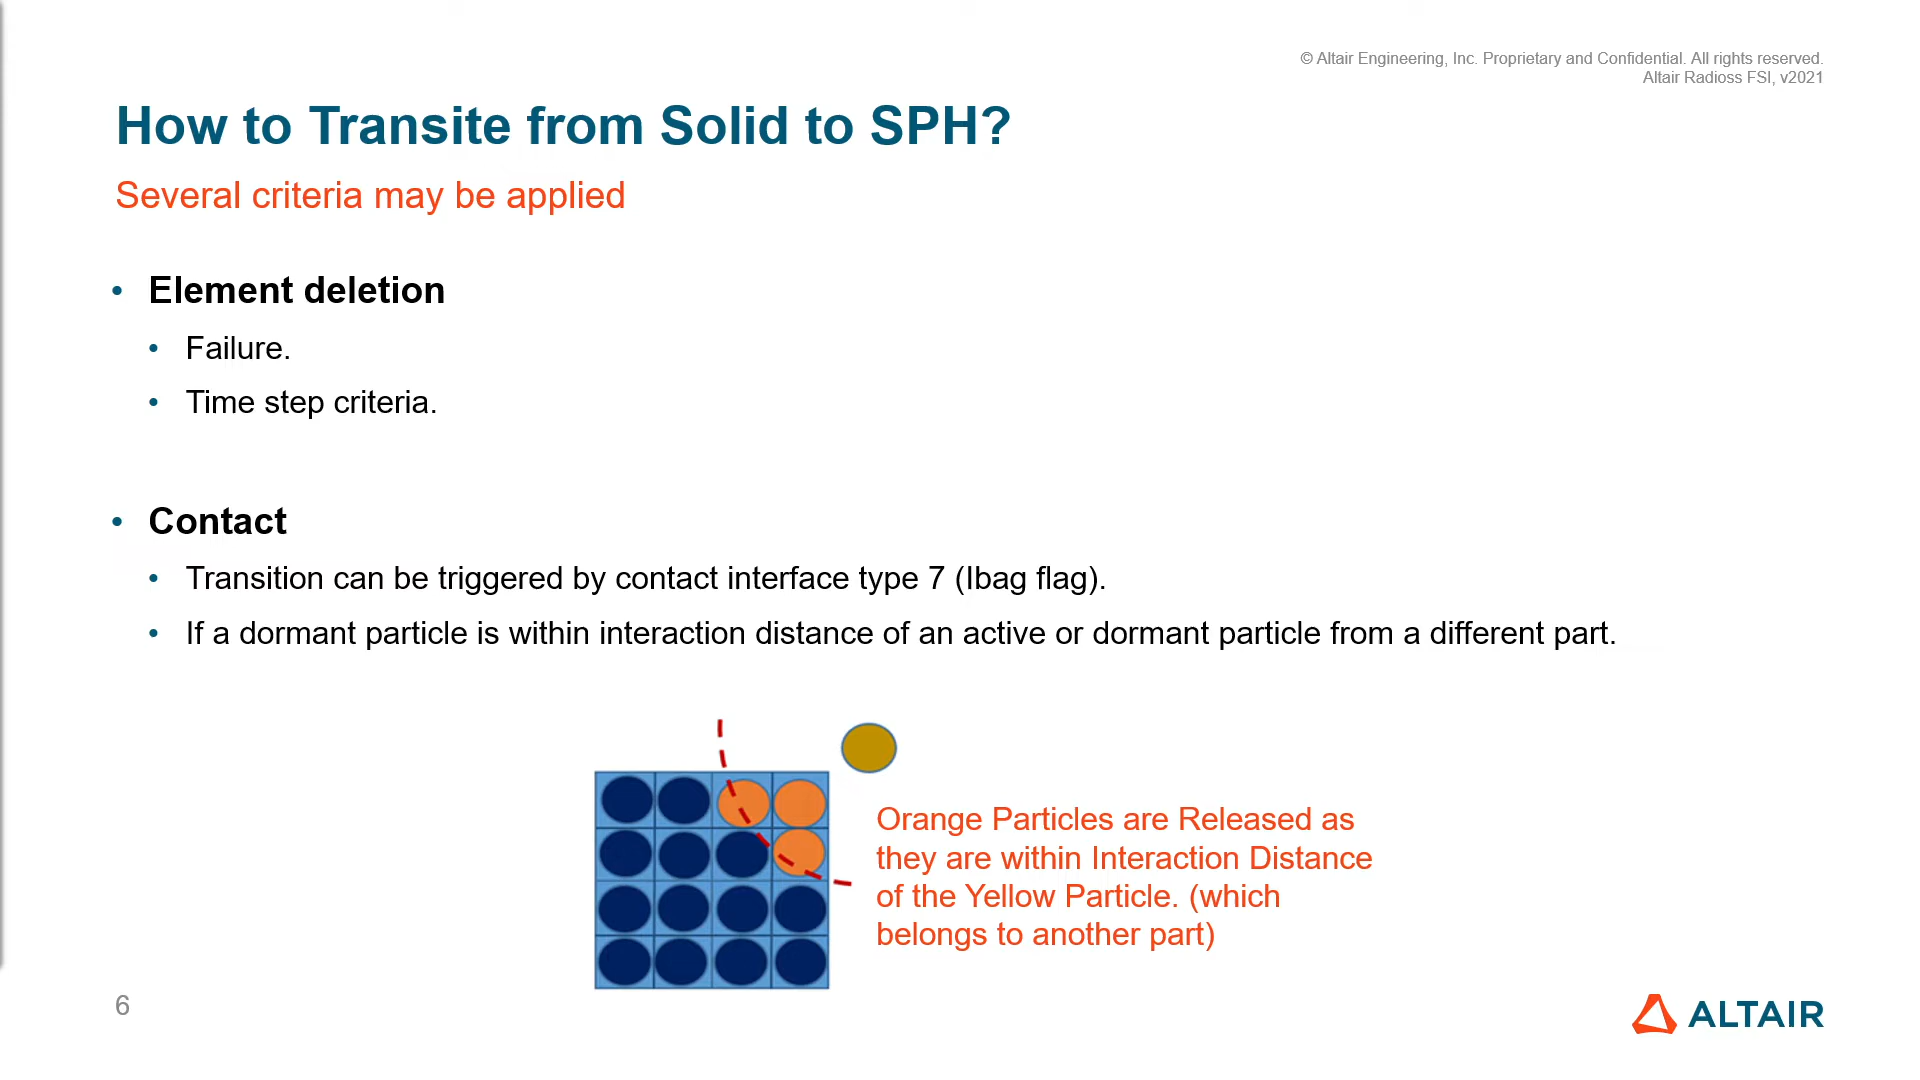 © Altair Engineering, Inc. Proprietary and Confidential. All rights reserved.
Altair Radioss FSI, v2021
How to Transite from Solid to SPH?
Several criteria may be applied
• Element deletion
• Failure.
• Time step criteria.
• Contact
• Transition can be triggered by contact interface type 7 (Ibag flag).
• If a dormant particle is within interaction distance of an active or dormant particle from a different part.
Orange Particles are Released as
they are within Interaction Distance
of the Yellow Particle. (which
belongs to another part)
6
ALTAIR